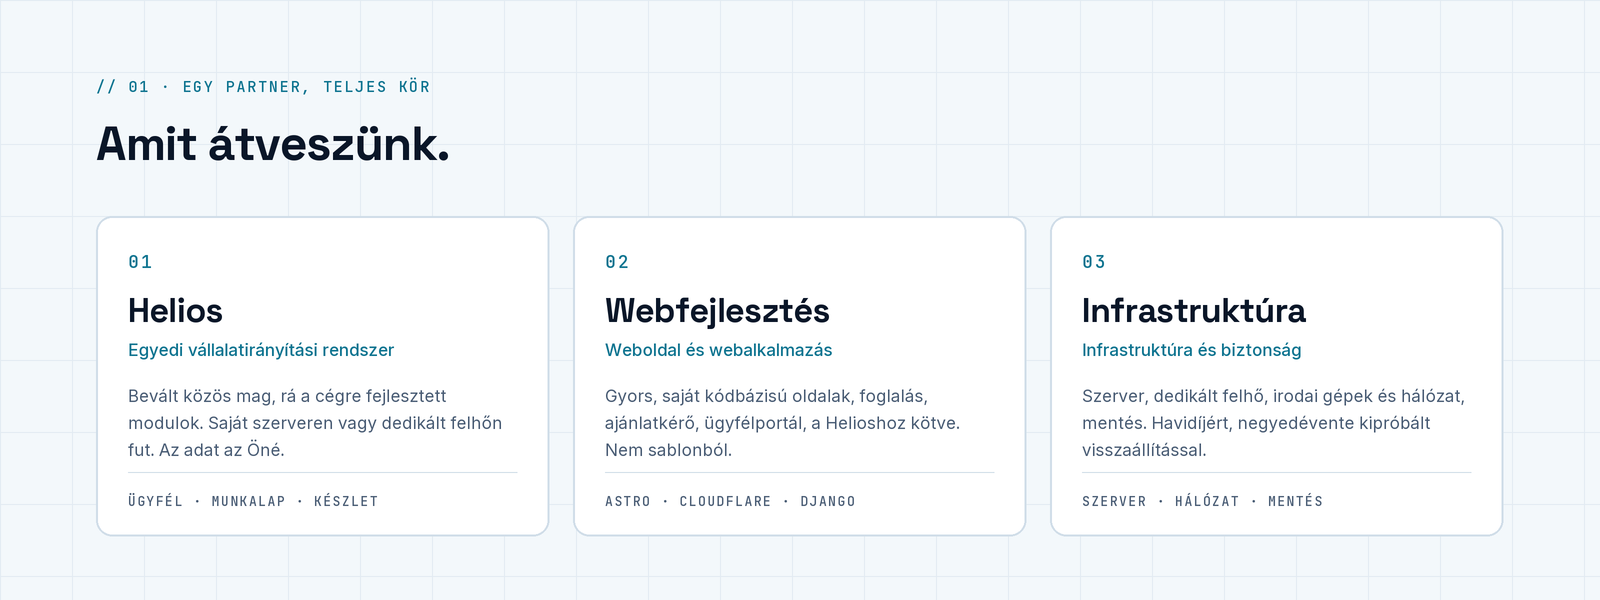 // 01 · EGY PARTNER, TELJES KÖR
Amit átveszünk.
01
Helios
Egyedi vállalatirányítási rendszer
Bevált közös mag, rá a cégre fejlesztett
modulok. Saját szerveren vagy dedikált felhőn
fut. Az adat az Öné.
ÜGYFÉL · MUNKALAP · KÉSZLET
02
Webfejlesztés
Weboldal és webalkalmazás
Gyors, saját kódbázisú oldalak, foglalás,
ajánlatkérő, ügyfélportál, a Helioshoz kötve.
Nem sablonból.
ASTRO · CLOUDFLARE · DJANGO
03
Infrastruktúra
Infrastruktúra és biztonság
Szerver, dedikált felhő, irodai gépek és hálózat,
mentés. Havidíjért, negyedévente kipróbált
visszaállítással.
SZERVER · HÁLÓZAT · MENTÉS